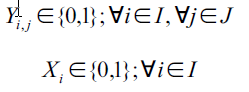 Y_{i,j} ∈ {0,1}; ∀i ∈ I, ∀j ∈ J
X_i ∈ {0,1}; ∀i ∈ I